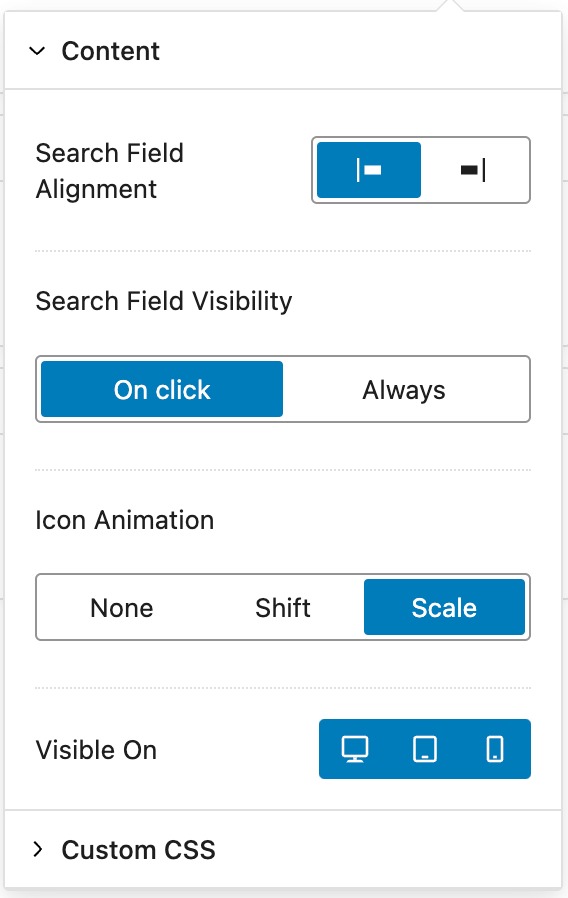 Content
Search Field
Alignment
Search Field Visibility
On click Always
Icon Animation
None Shift Scale
Visible On
Custom CSS